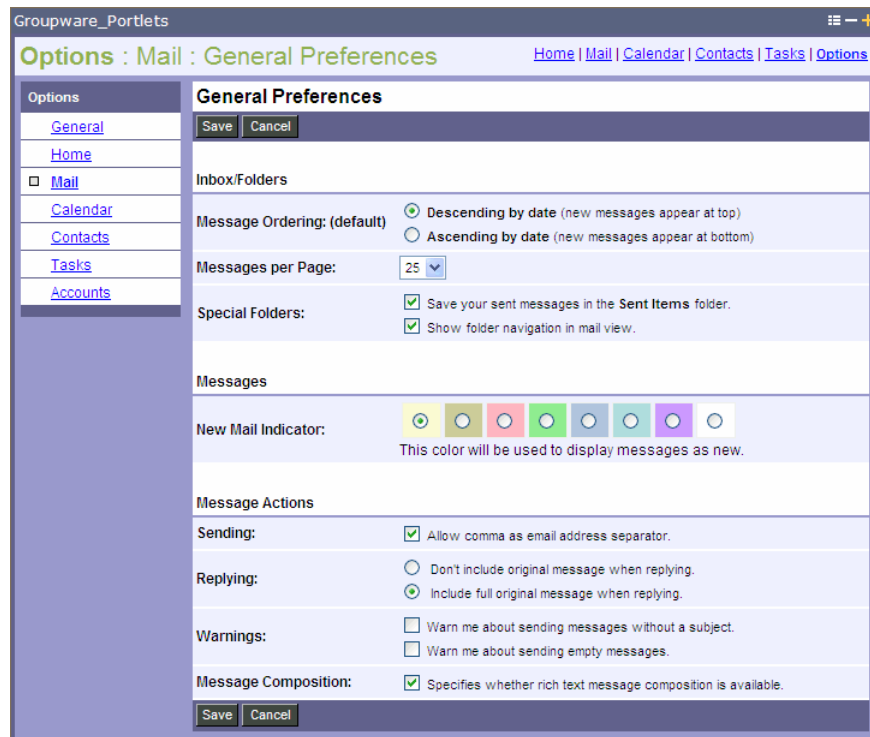 Groupware_Portlets
Options : Mail : General Preferences
Home | Mail | Calendar | Contacts | Tasks | Options
Options
General
Home
Mail
Calendar
Contacts
Tasks
Accounts
General Preferences
Save Cancel
Inbox/Folders
Message Ordering: (default)
Descending by date (new messages appear at top)
Ascending by date (new messages appear at bottom)
Messages per Page:
25
Special Folders:
Save your sent messages in the Sent Items folder.
Show folder navigation in mail view.
Messages
New Mail Indicator:
This color will be used to display messages as new.
Message Actions
Sending:
Allow comma as email address separator.
Replying:
Don't include original message when replying.
Include full original message when replying.
Warnings:
Warn me about sending messages without a subject.
Warn me about sending empty messages.
Message Composition:
Specifies whether rich text message composition is available.
Save Cancel